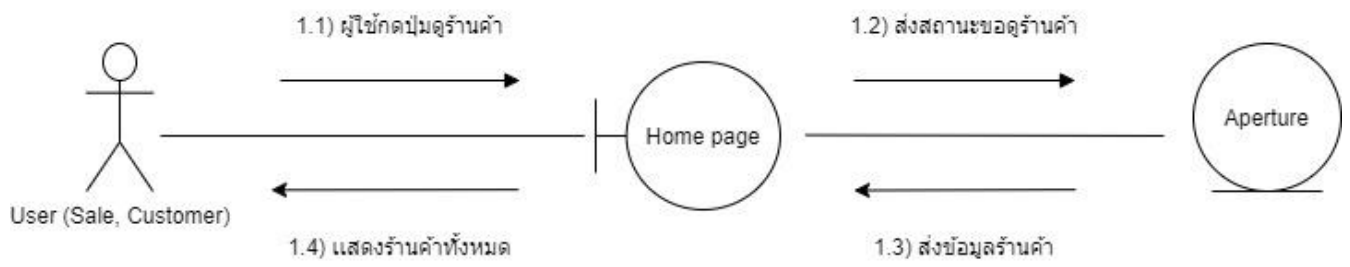 1.1) ผู้ใช้กดปุ่มดูร้านค้า
1.2) ส่งสถานะขอดูร้านค้า
Home page
Aperture
User (Sale, Customer)
1.4) แสดงร้านค้าทั้งหมด
1.3) ส่งข้อมูลร้านค้า